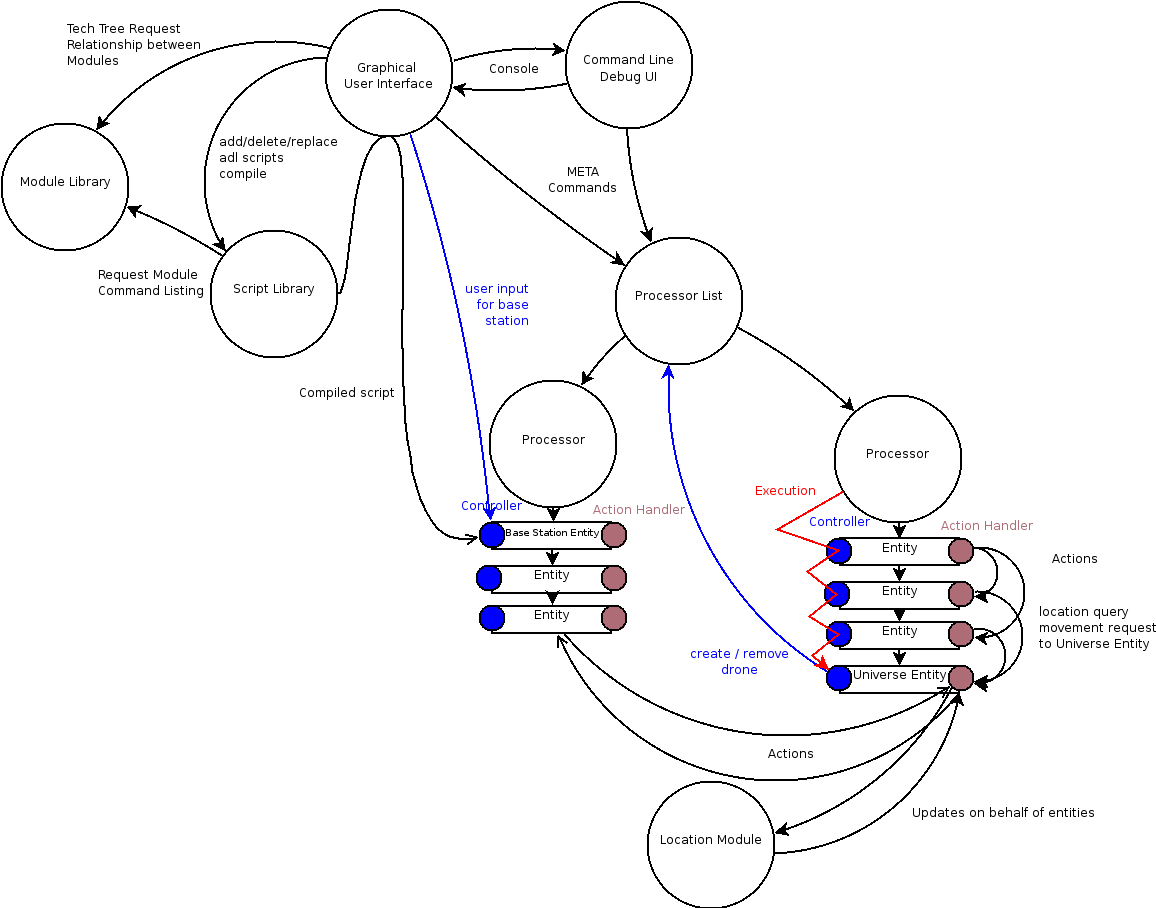 Tech Tree Request
Relationship between
Modules
Graphical
User Interface
Console
Command Line
Debug UI
add/delete/replace
adl scripts
compile
META
Commands
Module Library
Request Module
Command Listing
Script Library
user input
for base
station
Processor List
Compiled script
Processor
Processor
Execution
Controller
Action Handler
Controller
Action Handler
Base Station Entity
Entity
Entity
Entity
Entity
Entity
Universe Entity
Actions
location query
movement request
to Universe Entity
create / remove
drone
Actions
Updates on behalf of entities
Location Module